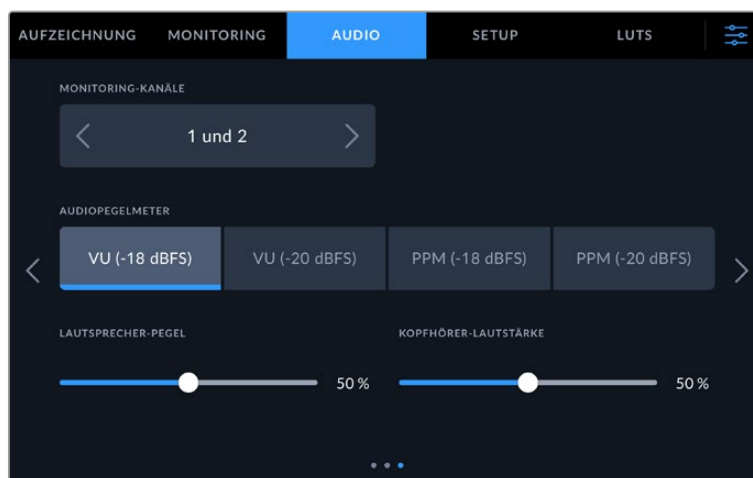 AUFZEICHNUNG MONITORING AUDIO SETUP LUTS
MONITORING-KANÄLE
1 und 2
AUDIOPEGELMETER
VU (-18 dBFS) VU (-20 dBFS) PPM (-18 dBFS) PPM (-20 dBFS)
LAUTSPRECHER-PEGEL KOPFHÖRER-LAUTSTÄRKE
50 % 50 %